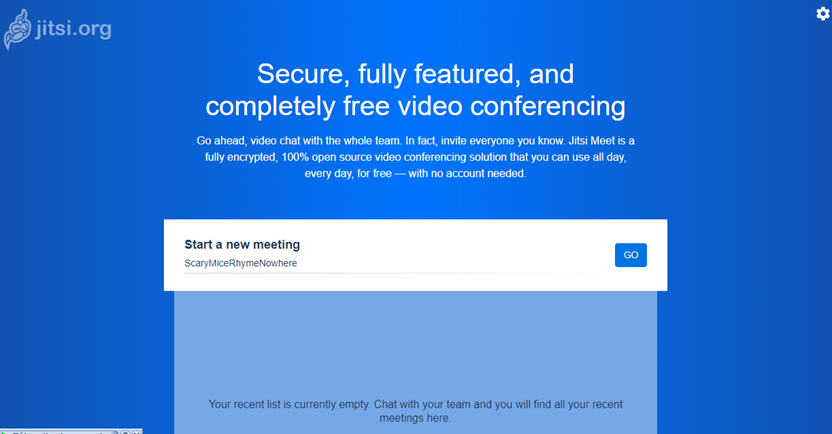 jitsi.org
Secure, fully featured, and
completely free video conferencing
Go ahead, video chat with the whole team. In fact, invite everyone you know. Jitsi Meet is a
fully encrypted, 100% open source video conferencing solution that you can use all day,
every day, for free — with no account needed.
Start a new meeting
ScaryMiceRhymeNowhere
GO
Your recent list is currently empty. Chat with your team and you will find all your recent
meetings here.